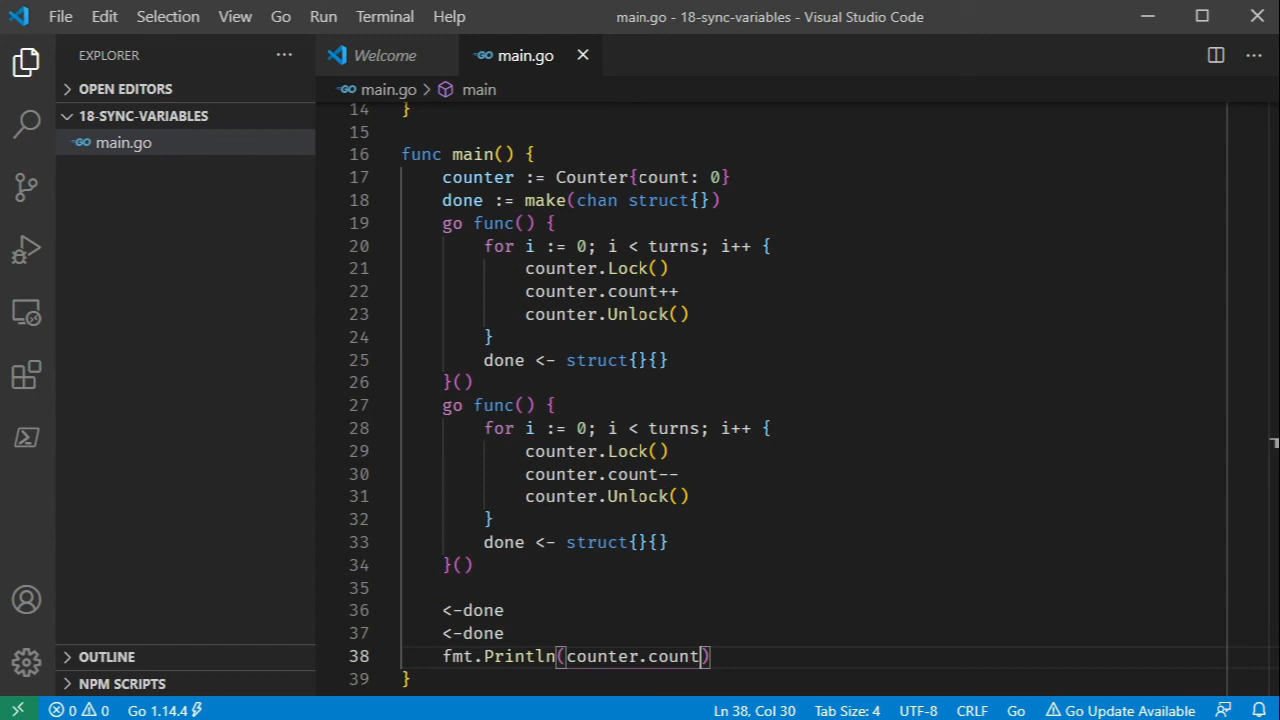 File Edit Selection View Go Run Terminal Help main.go - 18-sync-variables - Visual Studio Code
EXPLORER
OPEN EDITORS
18-SYNC-VARIABLES
GO main.go
OUTLINE
NPM SCRIPTS
Welcome GO main.go
GO main.go main
14 }
15
16 func main() {
17 counter := Counter{count: 0}
18 done := make(chan struct{})
19 go func() {
20 for i := 0; i < turns; i++ {
21 counter.Lock()
22 counter.count++
23 counter.Unlock()
24 }
25 done <- struct{}{}
26 }()
27 go func() {
28 for i := 0; i < turns; i++ {
29 counter.Lock()
30 counter.count--
31 counter.Unlock()
32 }
33 done <- struct{}{}
34 }()
35
36 <-done
37 <-done
38 fmt.Println(counter.count)
39 }
0 0 Go 1.14.4 Ln 38, Col 30 Tab Size: 4 UTF-8 CRLF Go Go Update Available